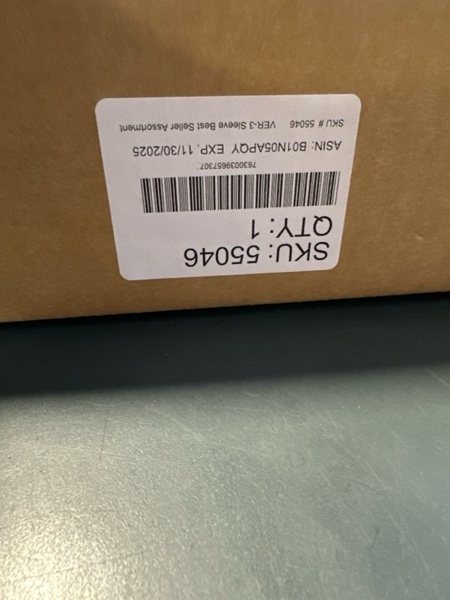 SKU: 55046
QTY: 1
763003965730?
ASIN: B01N05APQY EXP. 11/30/2025
SKU # 55046 VER-3 Sleeve Best Seller Assortment